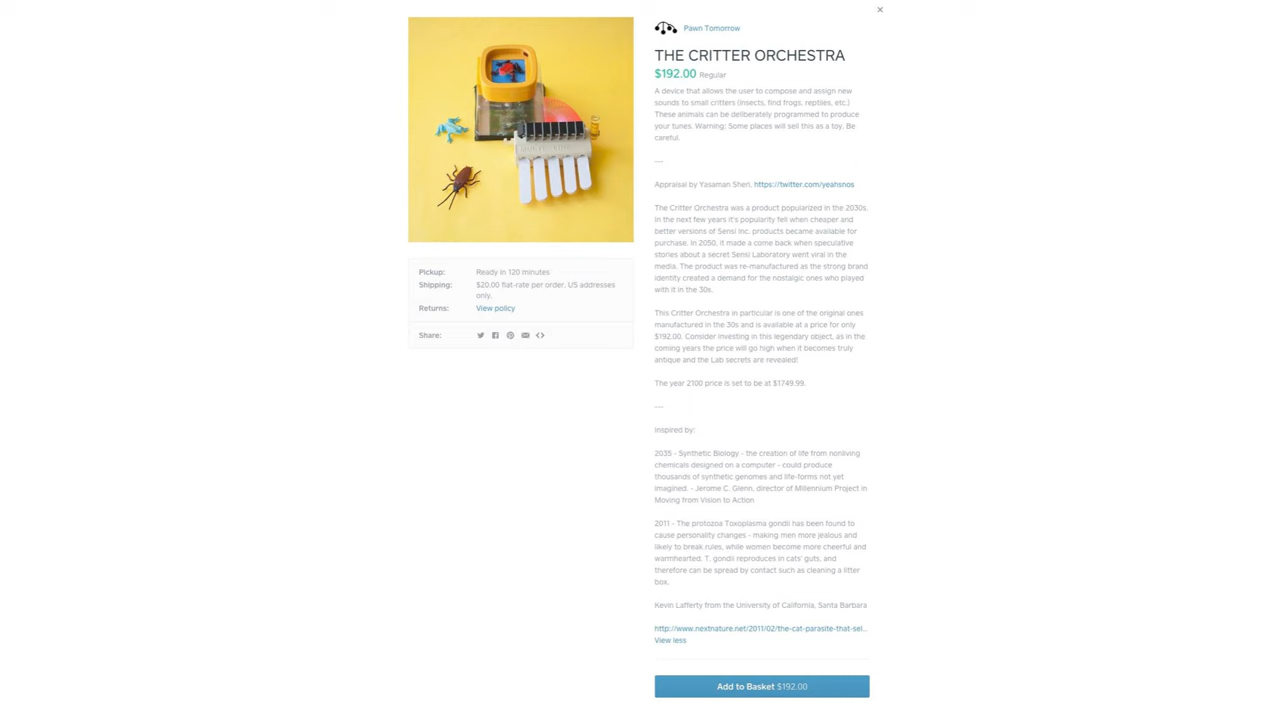 Pawn Tomorrow
THE CRITTER ORCHESTRA
$192.00 Regular
A device that allows the user to compose and assign new
sounds to small critters (insects, find frogs, reptiles, etc.)
These animals can be deliberately programmed to produce
your tunes. Warning: Some places will sell this as a toy. Be
careful.
---
Appraisal by Yasaman Sheri, https://twitter.com/yeahsnos
The Critter Orchestra was a product popularized in the 2030s.
In the next few years it's popularity fell when cheaper and
better versions of Sensi Inc. products became available for
purchase. In 2050, it made a come back when speculative
stories about a secret Sensi Laboratory went viral in the
media. The product was re-manufactured as the strong brand
identity created a demand for the nostalgic ones who played
with it in the 30s.
This Critter Orchestra in particular is one of the original ones
manufactured in the 30s and is available at a price for only
$192.00. Consider investing in this legendary object, as in the
coming years the price will go high when it becomes truly
antique and the Lab secrets are revealed!
The year 2100 price is set to be at $1749.99.
---
Inspired by:
2035 - Synthetic Biology - the creation of life from nonliving
chemicals designed on a computer - could produce
thousands of synthetic genomes and life-forms not yet
imagined. - Jerome C. Glenn, director of Millennium Project in
Moving from Vision to Action
2011 - The protozoa Toxoplasma gondii has been found to
cause personality changes - making men more jealous and
likely to break rules, while women become more cheerful and
warmhearted. T. gondii reproduces in cats' guts, and
therefore can be spread by contact such as cleaning a litter
box.
Kevin Lafferty from the University of California, Santa Barbara
http://www.nextnature.net/2011/02/the-cat-parasite-that-sel...
View less
Add to Basket $192.00
Pickup: Ready in 120 minutes
Shipping: $20.00 flat-rate per order. US addresses
only.
Returns: View policy
Share: